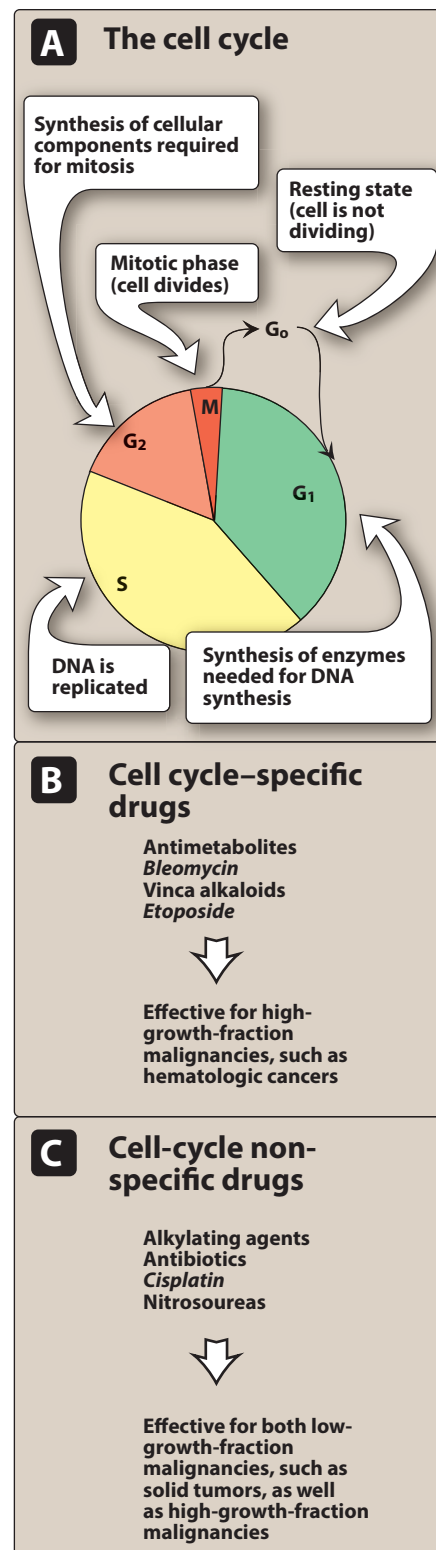 A The cell cycle
Synthesis of cellular
components required
for mitosis
Resting state
(cell is not
dividing)
Mitotic phase
(cell divides)
G₀
M
G₂
G₁
S
DNA is
replicated
Synthesis of enzymes
needed for DNA
synthesis
B Cell cycle–specific
drugs
Antimetabolites
Bleomycin
Vinca alkaloids
Etoposide
Effective for high-
growth-fraction
malignancies, such as
hematologic cancers
C Cell-cycle non-
specific drugs
Alkylating agents
Antibiotics
Cisplatin
Nitrosoureas
Effective for both low-
growth-fraction
malignancies, such as
solid tumors, as well
as high-growth-fraction
malignancies